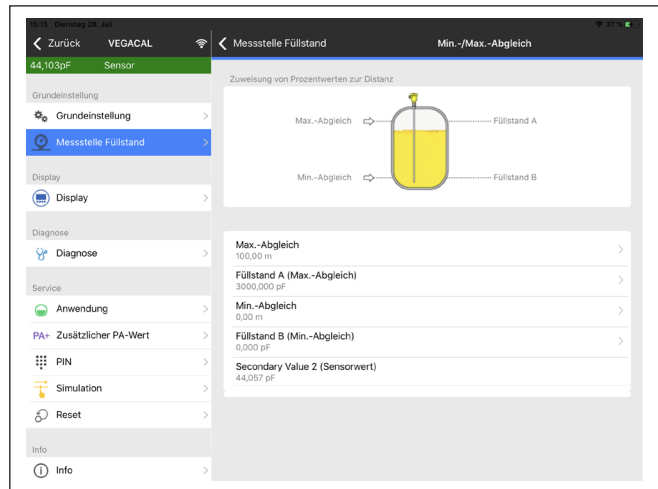 15:15 Dienstag 28. Juli
37 %
Zurück VEGACAL
44,103pF Sensor
Grundeinstellung
Grundeinstellung
Messstelle Füllstand
Display
Display
Diagnose
Diagnose
Service
Anwendung
PA+ Zusätzlicher PA-Wert
PIN
Simulation
Reset
Info
Info
Messstelle Füllstand Min.-/Max.-Abgleich
Zuweisung von Prozentwerten zur Distanz
Max.-Abgleich Füllstand A
Min.-Abgleich Füllstand B
Max.-Abgleich
100,00 m
Füllstand A (Max.-Abgleich)
3000,000 pF
Min.-Abgleich
0,00 m
Füllstand B (Min.-Abgleich)
0,000 pF
Secondary Value 2 (Sensorwert)
44,057 pF